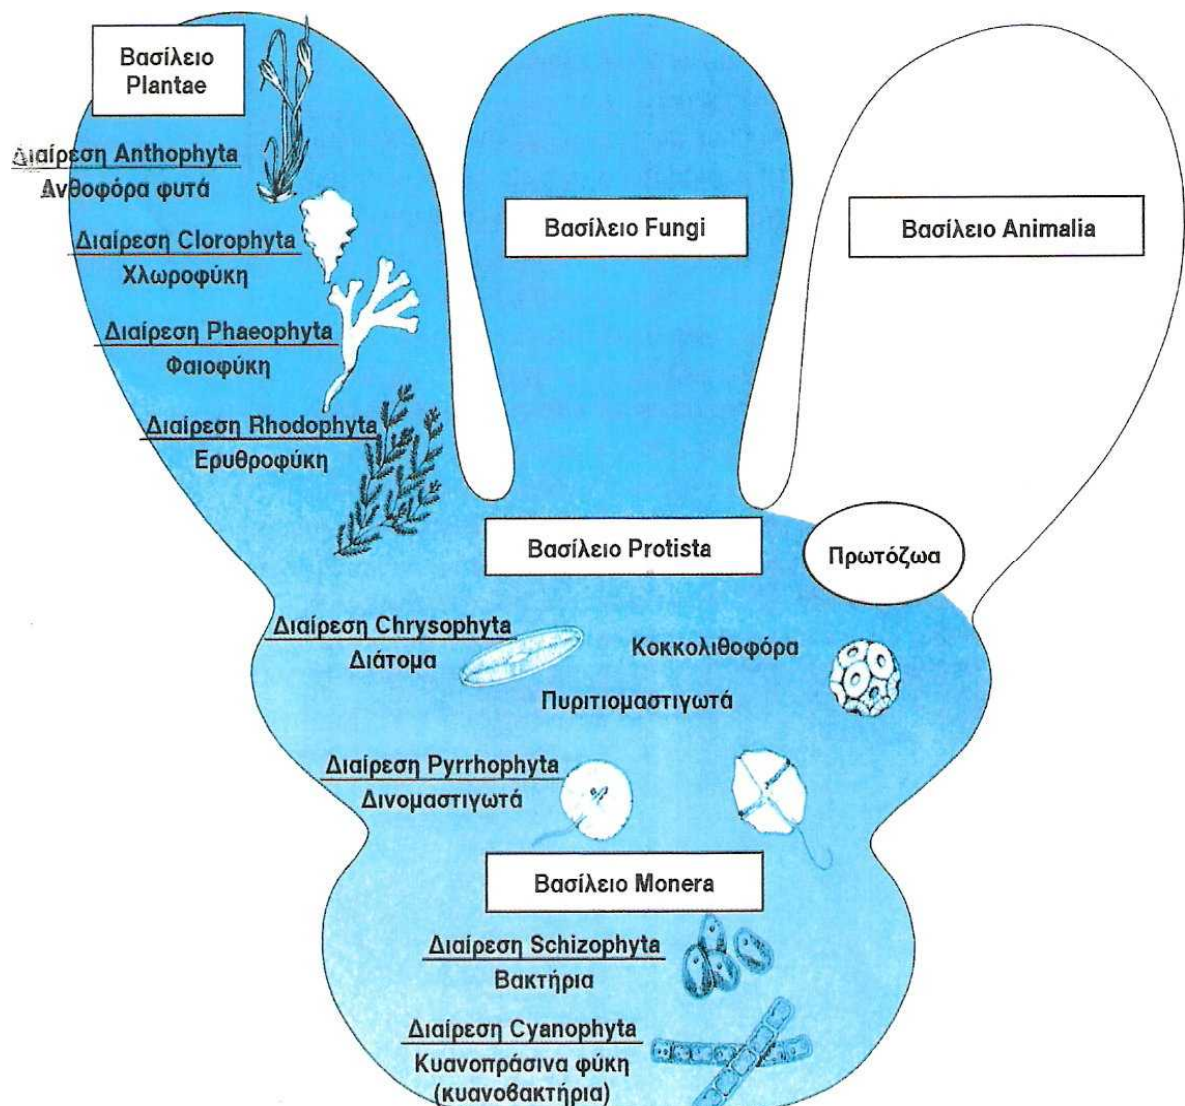 Βασίλειο
Plantae
Διαίρεση Anthophyta
Ανθοφόρα φυτά
Διαίρεση Clorophyta
Χλωροφύκη
Διαίρεση Phaeophyta
Φαιοφύκη
Διαίρεση Rhodophyta
Ερυθροφύκη
Βασίλειο Fungi
Βασίλειο Animalia
Βασίλειο Protista
Πρωτόζωα
Διαίρεση Chrysophyta
Διάτομα
Κοκκολιθοφόρα
Πυριτιομαστιγωτά
Διαίρεση Pyrrhophyta
Δινομαστιγωτά
Βασίλειο Monera
Διαίρεση Schizophyta
Βακτήρια
Διαίρεση Cyanophyta
Κυανοπράσινα φύκη
(κυανοβακτήρια)